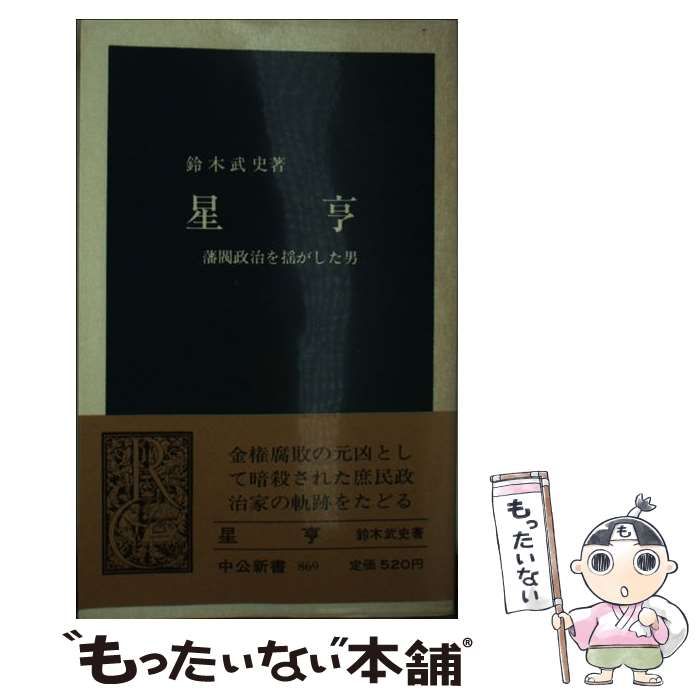 鈴木武史著
星 亨
藩閥政治を揺がした男
金権腐敗の元凶とし
て暗殺された庶民政
治家の軌跡をたどる
星 亨 鈴木武史著
中公新書 869 定価520円
RC
もったいない
も
“もったいない本舗®